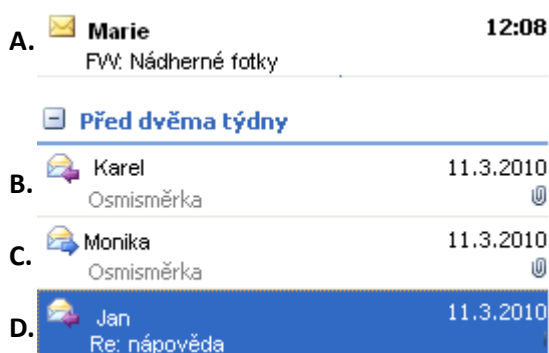 A. Marie 12:08
FW: Nádherné fotky
Před dvěma týdny
B. Karel 11.3.2010
Osmisměrka
C. Monika 11.3.2010
Osmisměrka
D. Jan 11.3.2010
Re: nápověda